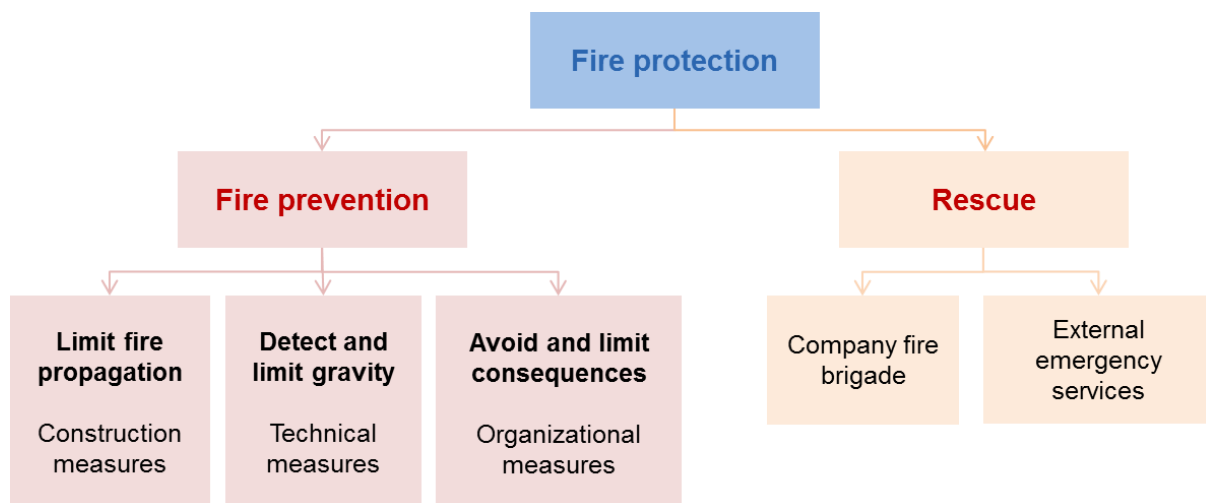 Fire protection
Fire prevention
Rescue
Limit fire
propagation
Construction
measures
Detect and
limit gravity
Technical
measures
Avoid and limit
consequences
Organizational
measures
Company fire
brigade
External
emergency
services